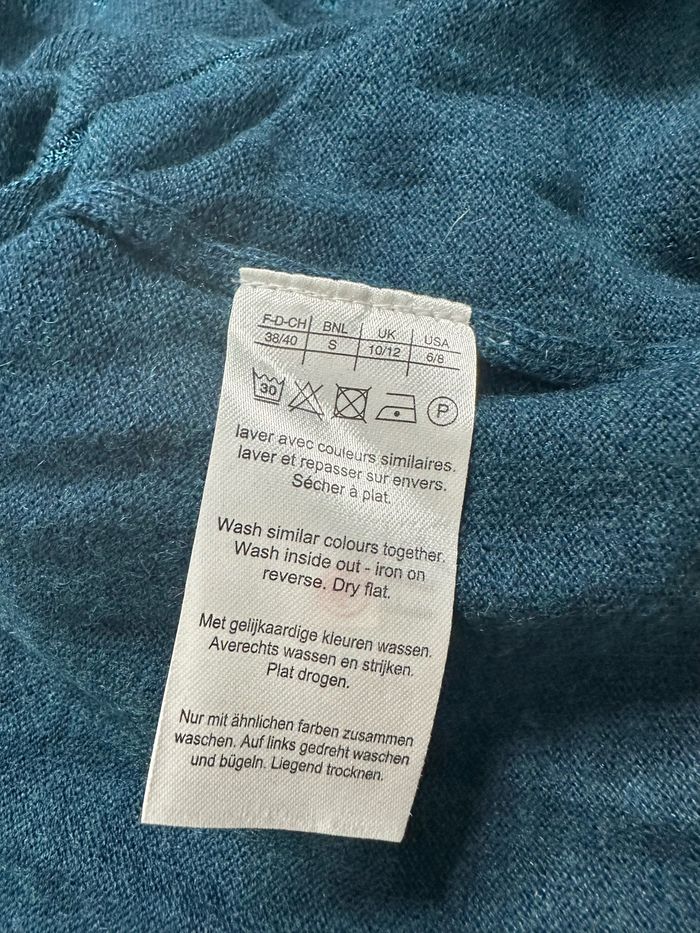 F-D-CH BNL UK USA
38/40 S 10/12 6/8
30 P
laver avec couleurs similaires.
laver et repasser sur envers.
Sécher à plat.
Wash similar colours together.
Wash inside out - iron on
reverse. Dry flat.
Met gelijkaardige kleuren wassen.
Averechts wassen en strijken.
Plat drogen.
Nur mit ähnlichen farben zusammen
waschen. Auf links gedreht waschen
und bügeln. Liegend trocknen.